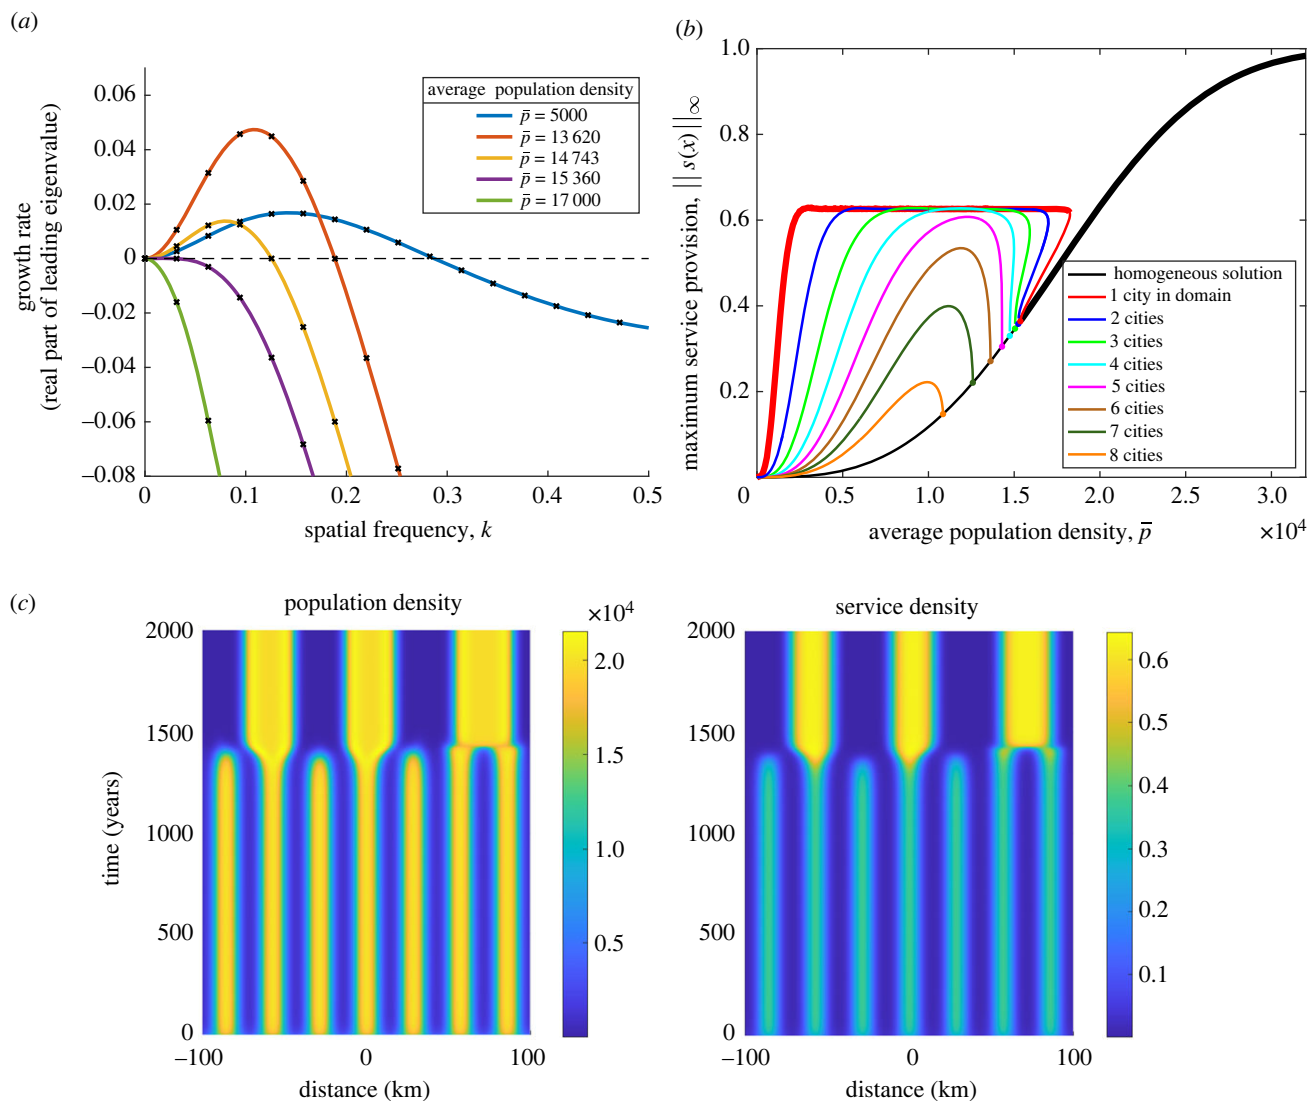 (a)
0.06
0.04
0.02
0
–0.02
–0.04
–0.06
–0.08
growth rate
(real part of leading eigenvalue)
0
0.1
0.2
0.3
0.4
0.5
spatial frequency, k
average population density
p̄ = 5000
p̄ = 13 620
p̄ = 14 743
p̄ = 15 360
p̄ = 17 000
(b)
1.0
0.8
0.6
0.4
0.2
0
maximum service provision, || s(x) ||∞
0.5
1.0
1.5
2.0
2.5
3.0
×10⁴
average population density, p̄
homogeneous solution
1 city in domain
2 cities
3 cities
4 cities
5 cities
6 cities
7 cities
8 cities
(c)
population density
×10⁴
2000
1500
1000
500
0
time (years)
–100
0
100
distance (km)
2.0
1.5
1.0
0.5
service density
2000
1500
1000
500
0
–100
0
100
distance (km)
0.6
0.5
0.4
0.3
0.2
0.1